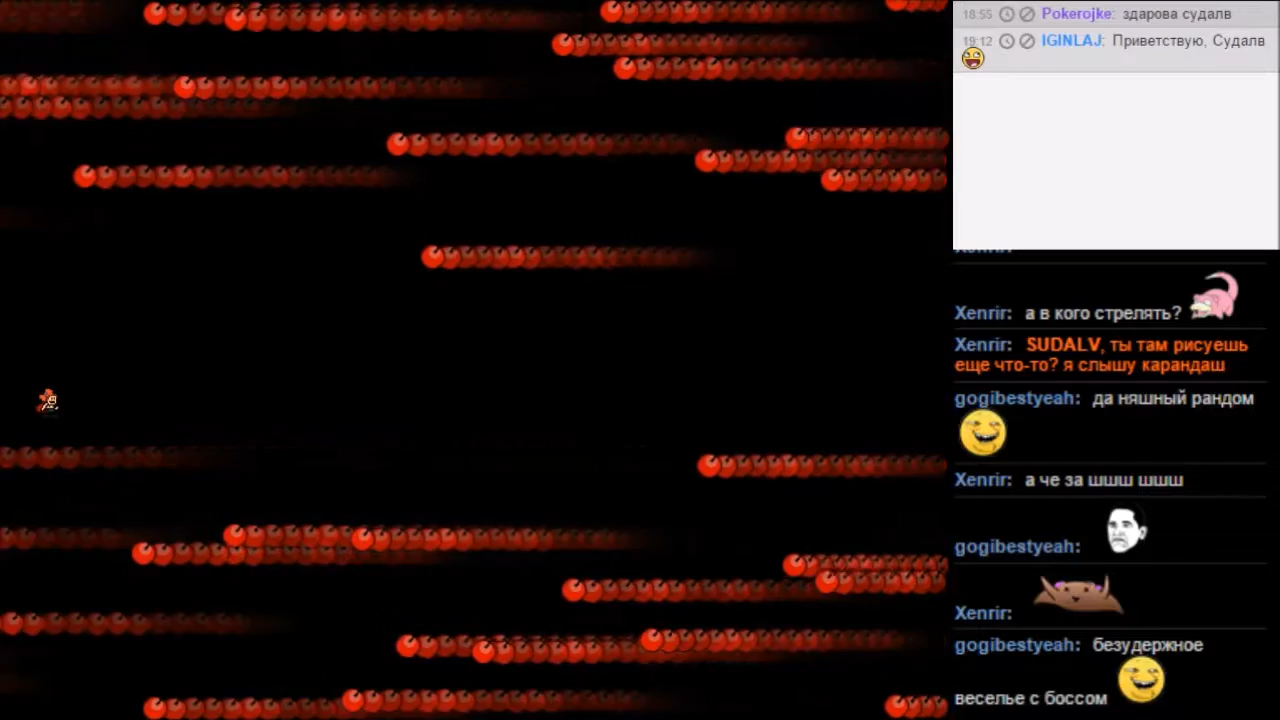 18:55 Pokerojke: здарова судалв
19:12 IGINLAJ: Приветствую, Судалв
Xenrir: а в кого стрелять?
Xenrir: SUDALV, ты там рисуешь
еще что-то? я слышу карандаш
gogibestyeah: да няшный рандом
Xenrir: а че за шшш шшш
gogibestyeah:
Xenrir:
gogibestyeah: безудержное
веселье с боссом